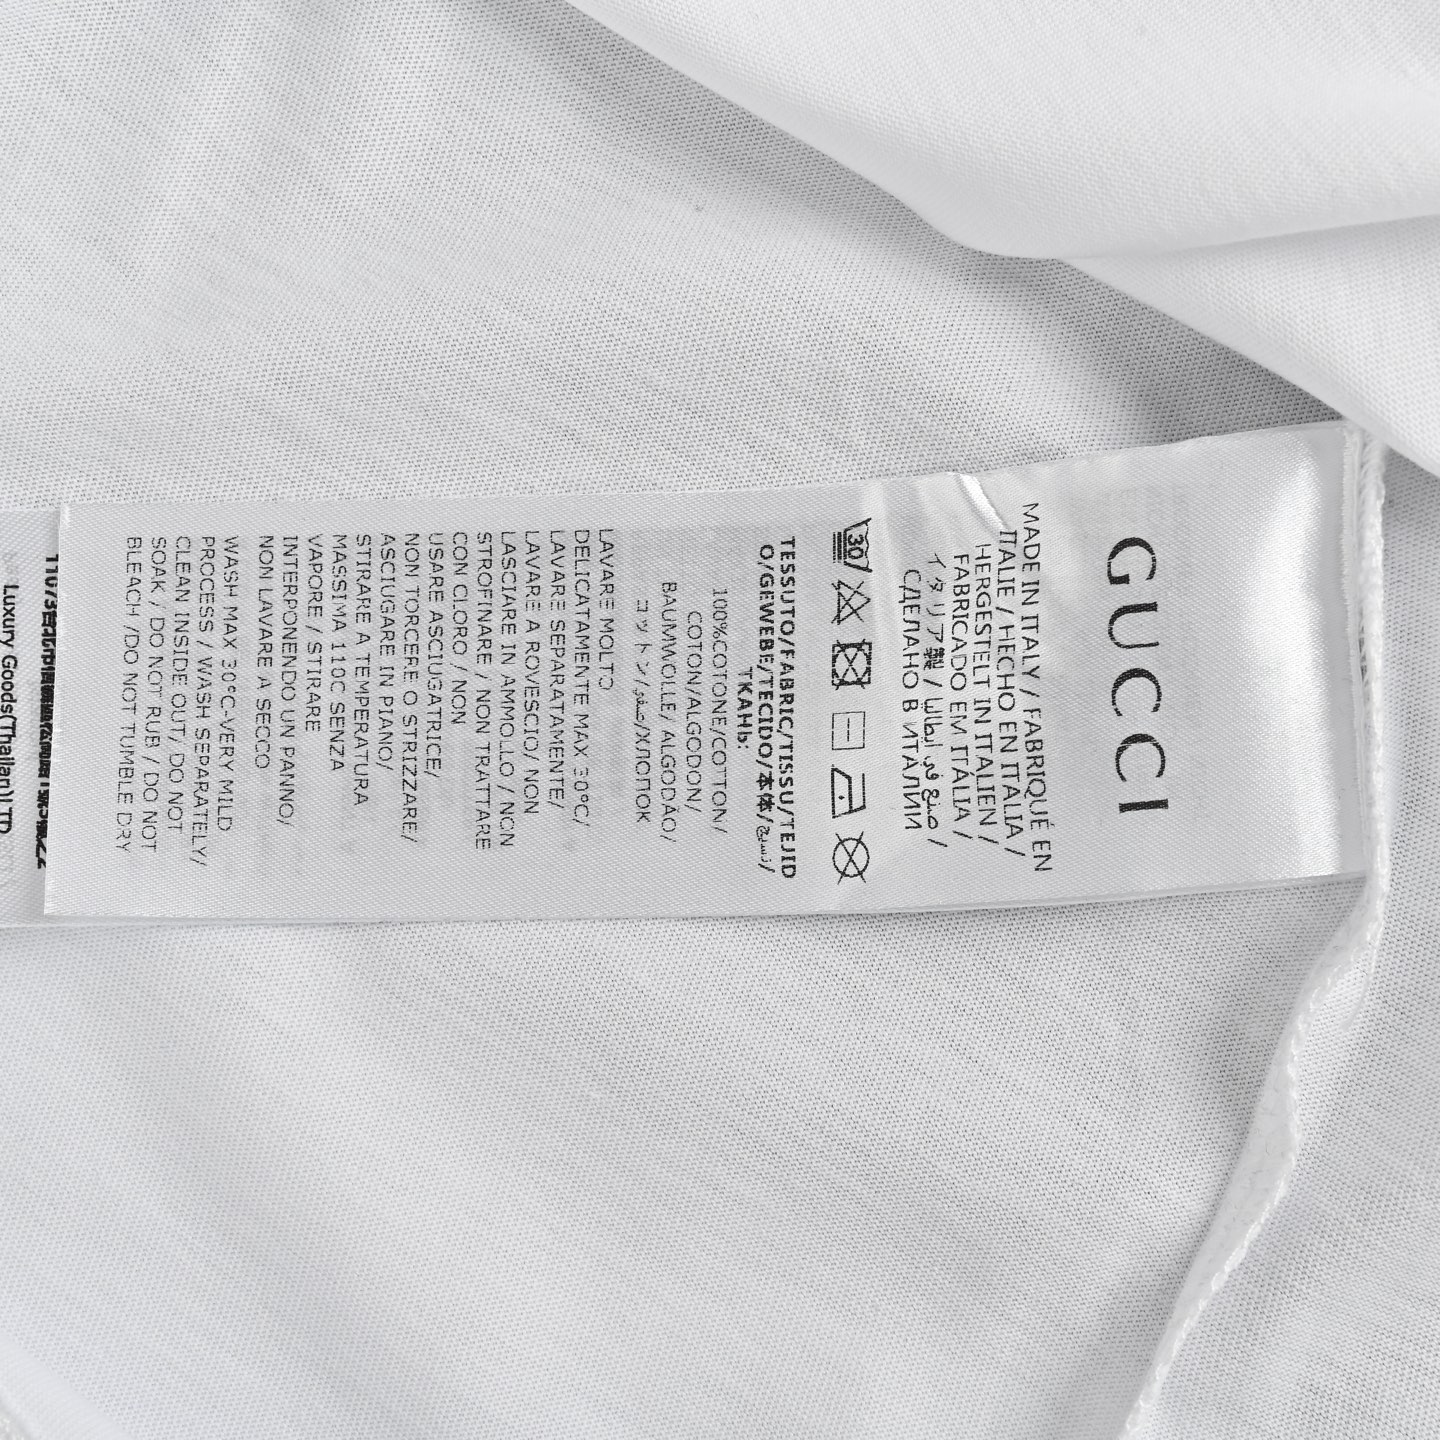 GUCCI
MADE IN ITALY / FABRIQUÉ EN
ITALIE / HECHO EN ITALIA /
HERGESTELT IN ITALIEN /
FABRICADO EM ITÁLIA /
イタリア製 / صنع في إيطاليا /
СДЕЛАНО В ИТАЛИИ
30
TESSUTO/FABRIC/TISSU/TEJID
O/GEWEBE/TECIDO/本体/نسيج/
ТКАНЬ:
100%COTONE/COTTON/
COTON/ALGODON/
BAUMWOLLE/ ALGODÃO/
コットン/صفقي/ХЛОПОК
LAVARE MOLTO
DELICATAMENTE MAX 30°C/
LAVARE SEPARATAMENTE/
LAVARE A ROVESCIO/ NON
LASCIARE IN AMMOLLO / NON
STROFINARE / NON TRATTARE
CON CLORO / NON
USARE ASCIUGATRICE/
NON TORCERE O STRIZZARE/
ASCIUGARE IN PIANO/
STIRARE A TEMPERATURA
MASSIMA 110C SENZA
VAPORE / STIRARE
INTERPONENDO UN PANNO/
NON LAVARE A SECCO
WASH MAX 30°C-VERY MILD
PROCESS / WASH SEPARATELY/
CLEAN INSIDE OUT/ DO NOT
SOAK / DO NOT RUB / DO NOT
BLEACH /DO NOT TUMBLE DRY
Luxury Goods(Thailan)LTD